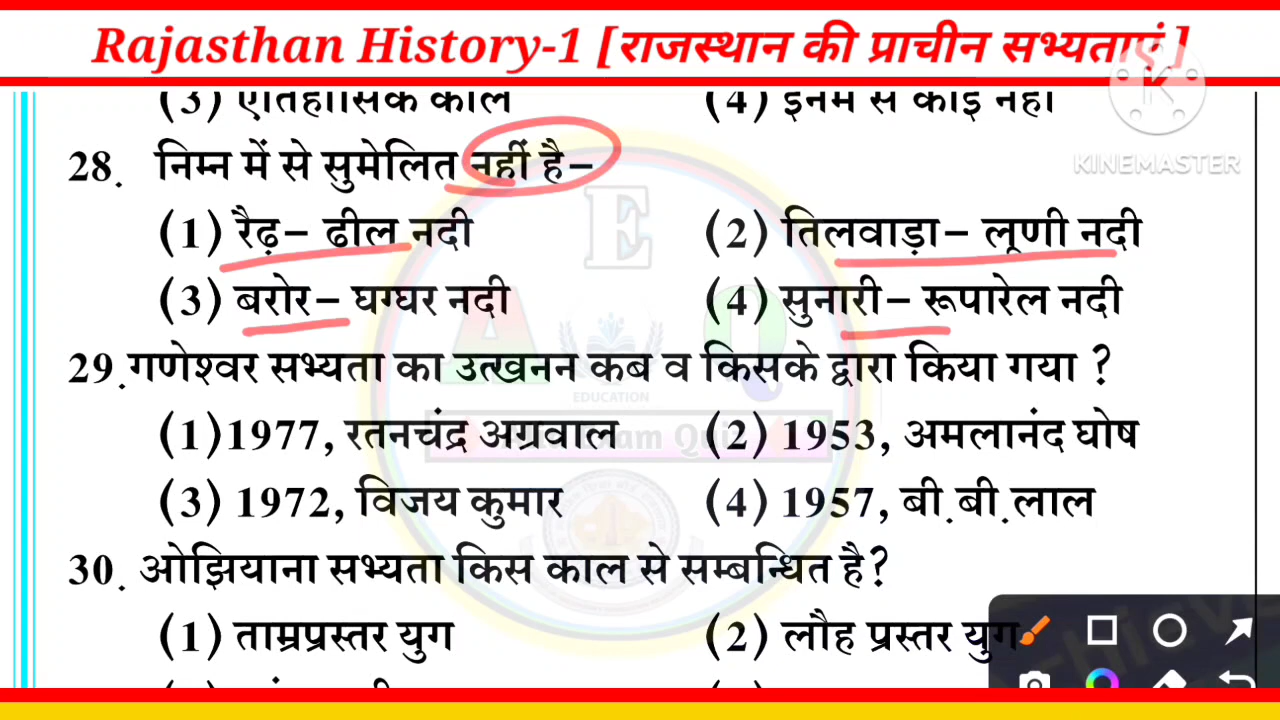 Rajasthan History-1 [राजस्थान की प्राचीन सभ्यताएं]
(3) ऐतिहासिक काल (4) इनमें से कोई नहीं
KINEMASTER
28. निम्न में से सुमेलित नहीं है–
(1) रैढ़– ढील नदी (2) तिलवाड़ा– लूणी नदी
(3) बरोर– घग्घर नदी (4) सुनारी– रूपारेल नदी
29.गणेश्वर सभ्यता का उत्खनन कब व किसके द्वारा किया गया ?
EDUCATION
(1)1977, रतनचंद्र अग्रवाल (2) 1953, अमलानंद घोष
(3) 1972, विजय कुमार (4) 1957, बी.बी.लाल
30. ओझियाना सभ्यता किस काल से सम्बन्धित है?
(1) ताम्रप्रस्तर युग (2) लौह प्रस्तर युग